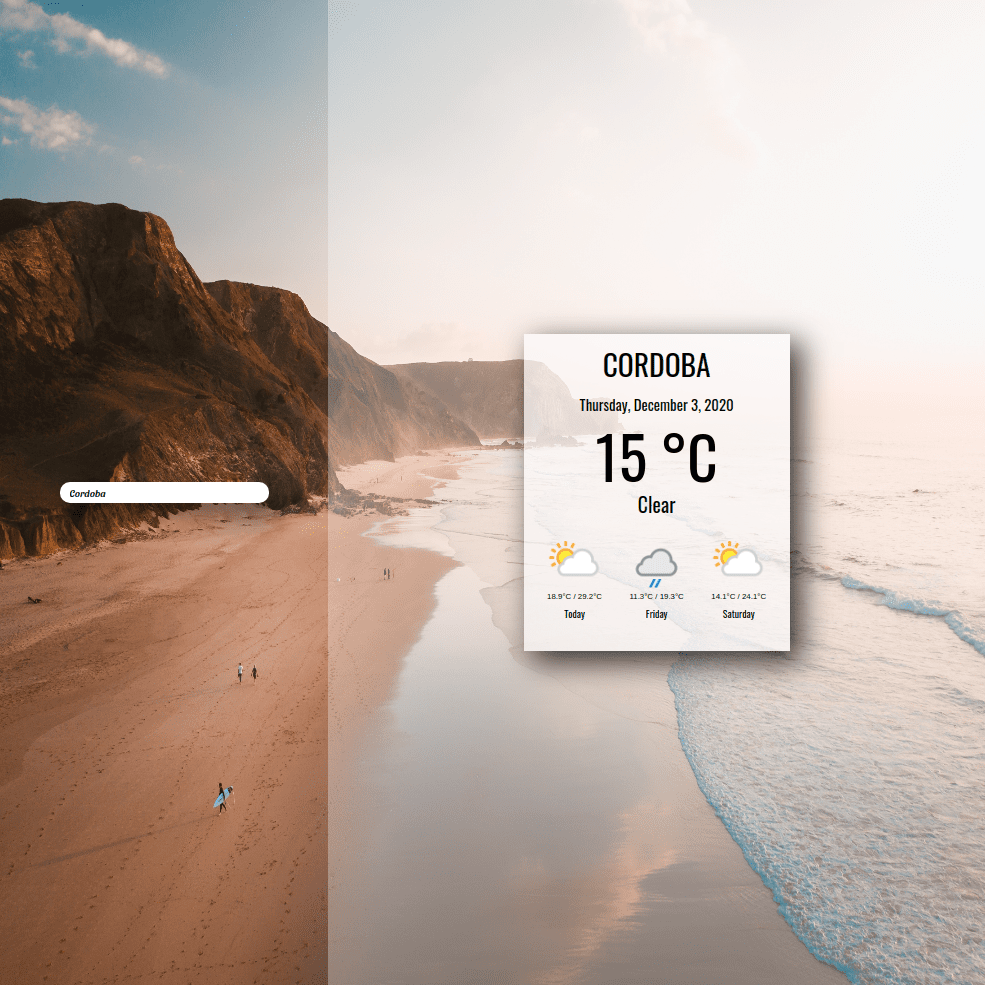 Cordoba
CORDOBA
Thursday, December 3, 2020
15 °C
Clear
18.9°C / 29.2°C 11.3°C / 19.3°C 14.1°C / 24.1°C
Today Friday Saturday